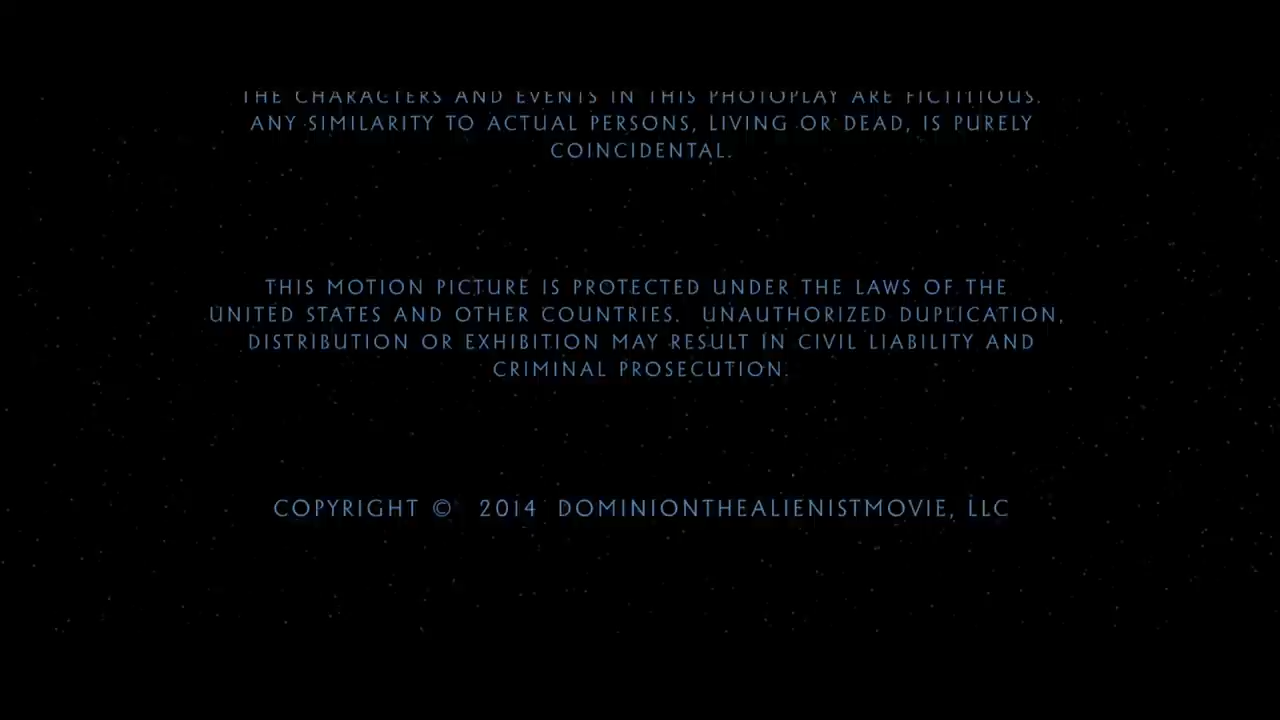 THE CHARACTERS AND EVENTS IN THIS PHOTOPLAY ARE FICTITIOUS.
ANY SIMILARITY TO ACTUAL PERSONS, LIVING OR DEAD, IS PURELY
COINCIDENTAL.
THIS MOTION PICTURE IS PROTECTED UNDER THE LAWS OF THE
UNITED STATES AND OTHER COUNTRIES. UNAUTHORIZED DUPLICATION,
DISTRIBUTION OR EXHIBITION MAY RESULT IN CIVIL LIABILITY AND
CRIMINAL PROSECUTION.
COPYRIGHT © 2014 DOMINIONTHEALIENISTMOVIE, LLC